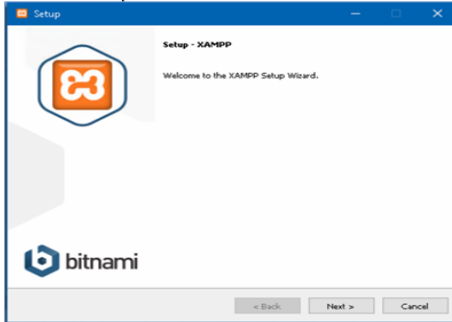 Setup
Setup - XAMPP
Welcome to the XAMPP Setup Wizard.
bitnami
< Back
Next >
Cancel